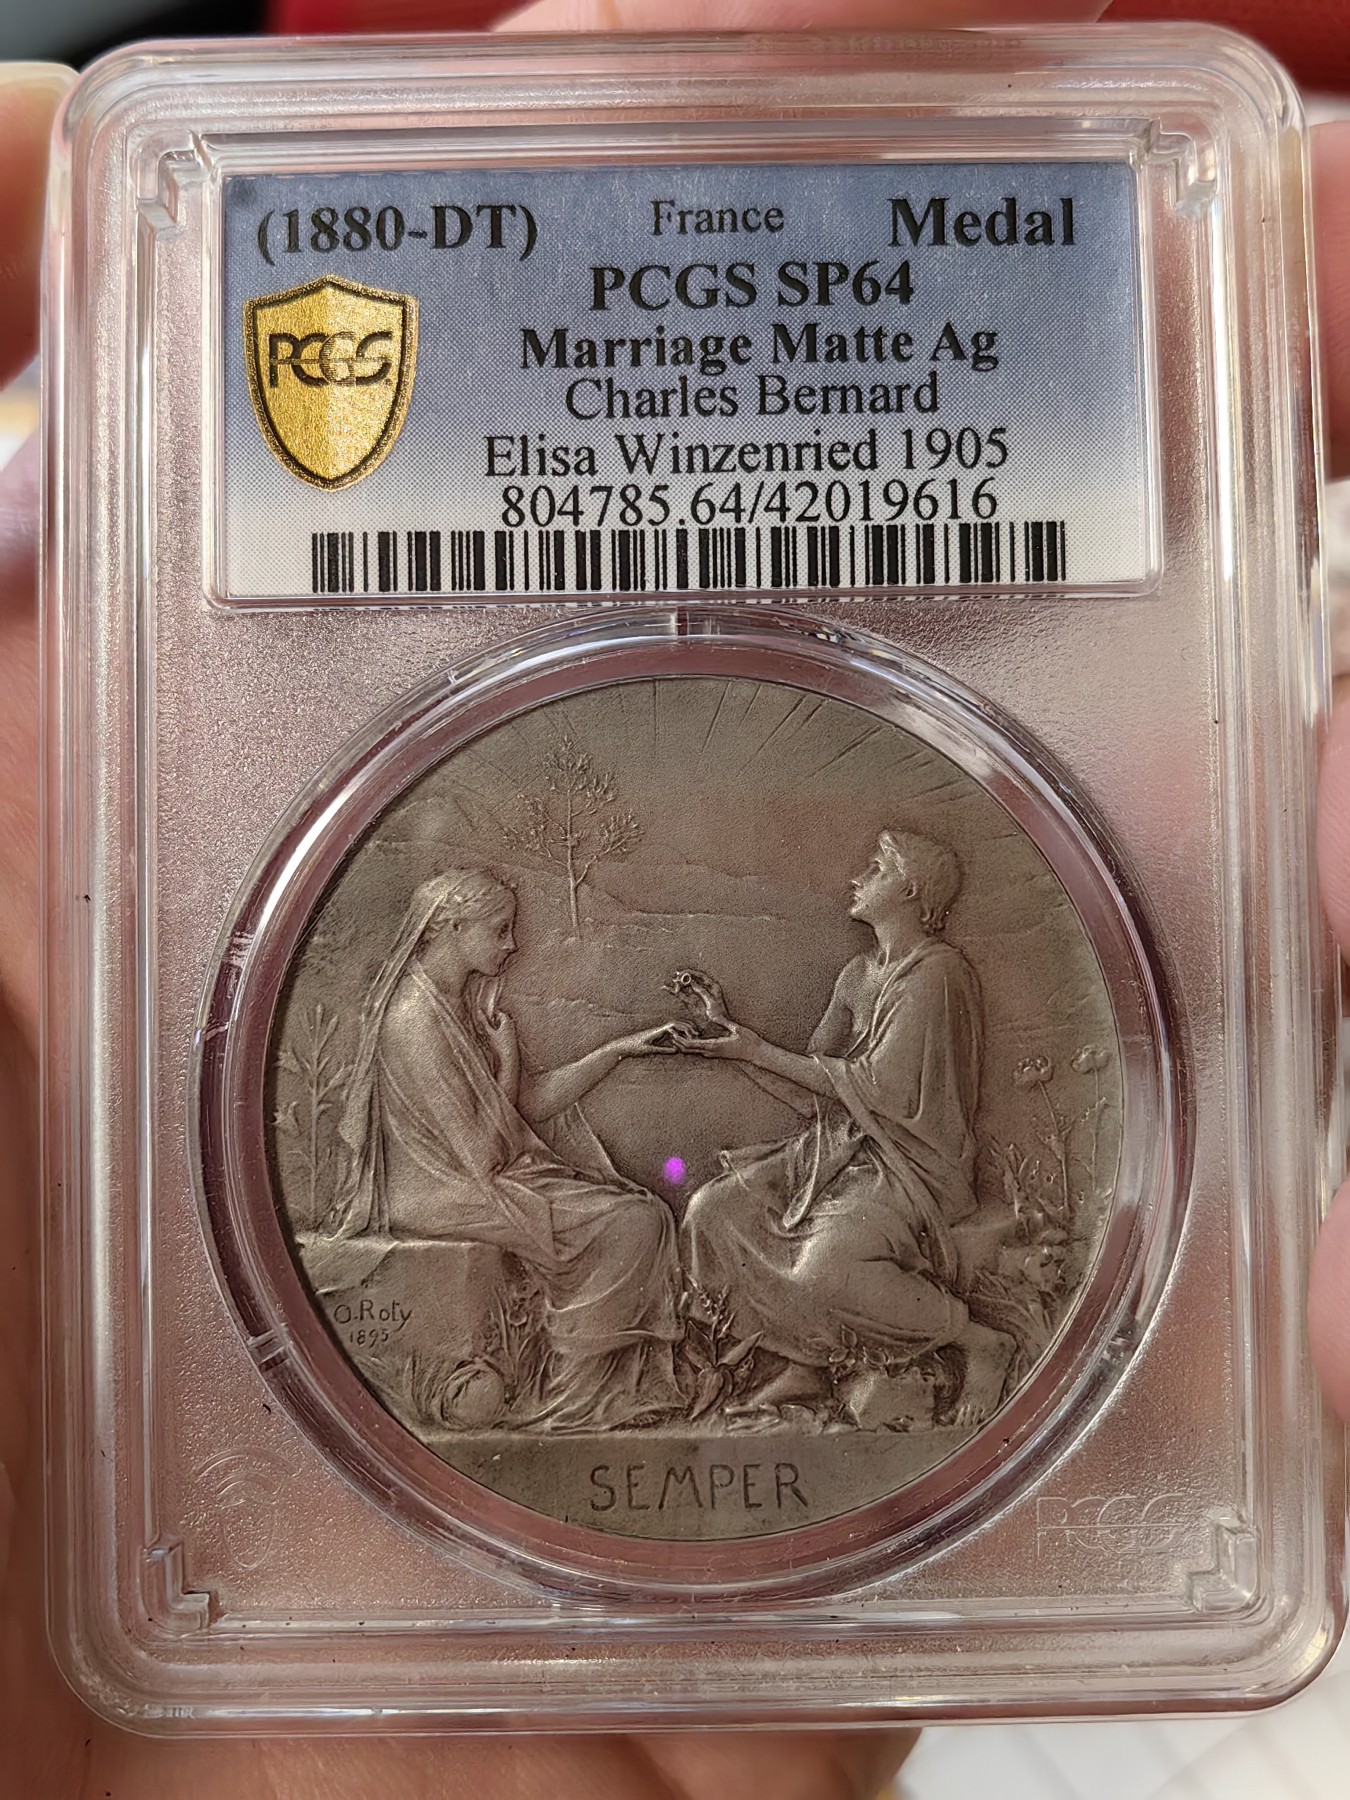 (1880-DT) France Medal
PCGS SP64
Marriage Matte Ag
Charles Bernard
Elisa Winzenried 1905
804785.64/42019616
PCGS
O. Roty
1895
SEMPER
PCGS